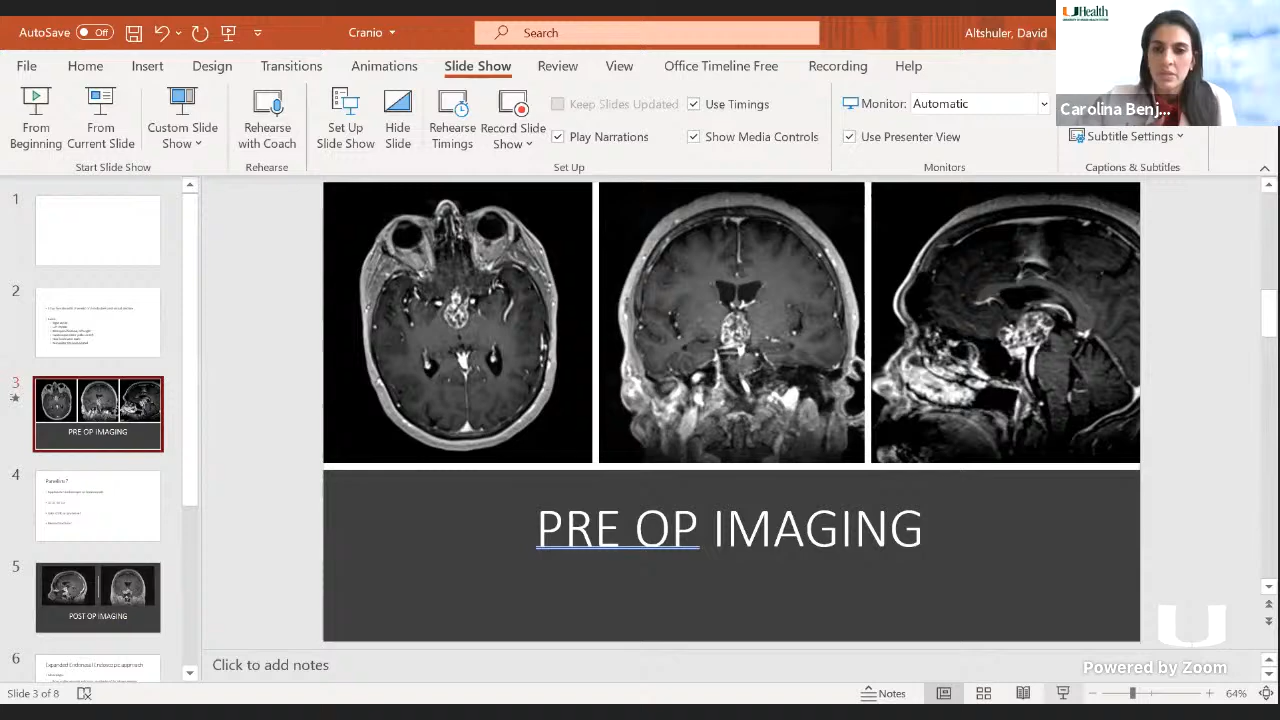 AutoSave Off Cranio Search Altshuler, David
UHealth
File Home Insert Design Transitions Animations Slide Show Review View Office Timeline Free Recording Help
Carolina Benj...
From Beginning
From Current Slide
Custom Slide Show
Rehearse with Coach
Set Up Slide Show
Hide Slide
Rehearse Timings
Record Slide Show
Keep Slides Updated
Use Timings
Play Narrations
Show Media Controls
Monitor: Automatic
Use Presenter View
Subtitle Settings
Start Slide Show Rehearse Set Up Monitors Captions & Subtitles
1
2
3
PRE OP IMAGING
4
5
POST OP IMAGING
6
Expanded Endonasal Endoscopic approach
PRE OP IMAGING
U
Click to add notes
Powered by Zoom
Slide 3 of 8 Notes 64%